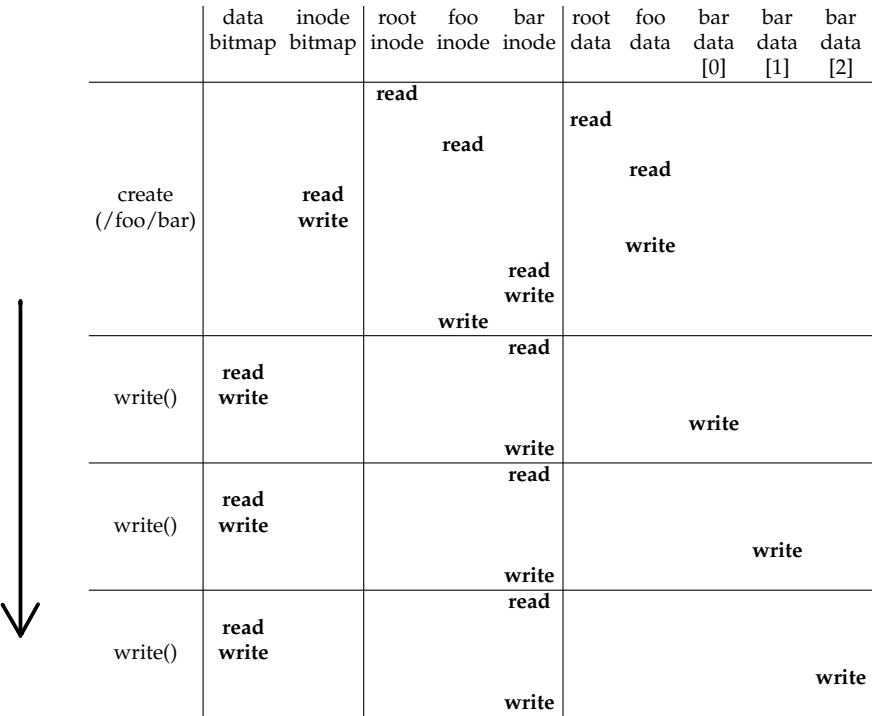 data inode root foo bar root foo bar bar bar
bitmap bitmap inode inode inode data data data data data
[0] [1] [2]
read
read
read
read
create read
(/foo/bar) write
write
read
write
write
read
read
write() write
write
write
read
read
write() write
write
write
read
read
write() write
write
write